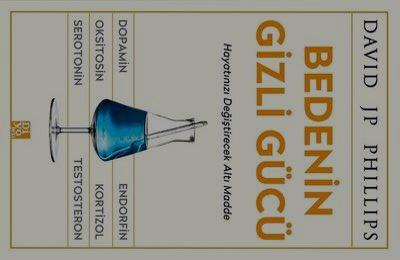 DAVID JP PHILLIPS
BEDENİN
GİZLİ GÜCÜ
Hayatınızı Değiştirecek Altı Madde
DOPAMİN
ENDORFİN
OKSİTOSİN
KORTİZOL
SEROTONİN
TESTOSTERON